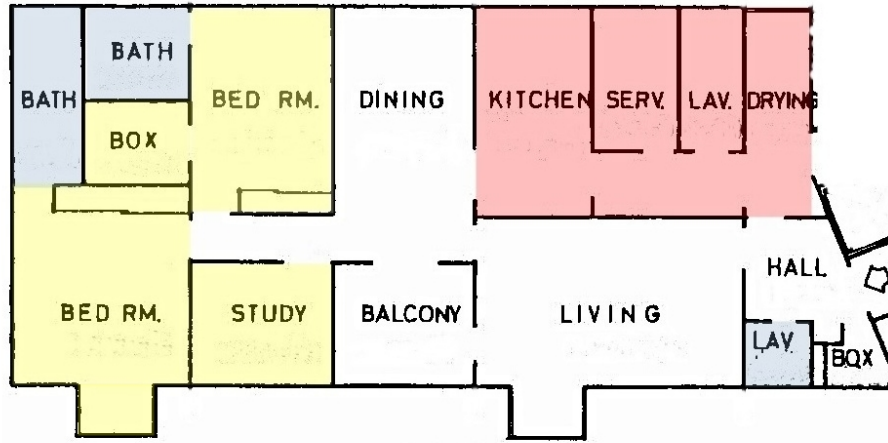 BATH
BATH
BOX
BED RM.
DINING
KITCHEN
SERV.
LAV.
DRYING
BED RM.
STUDY
BALCONY
LIVING
HALL
LAV
BOX